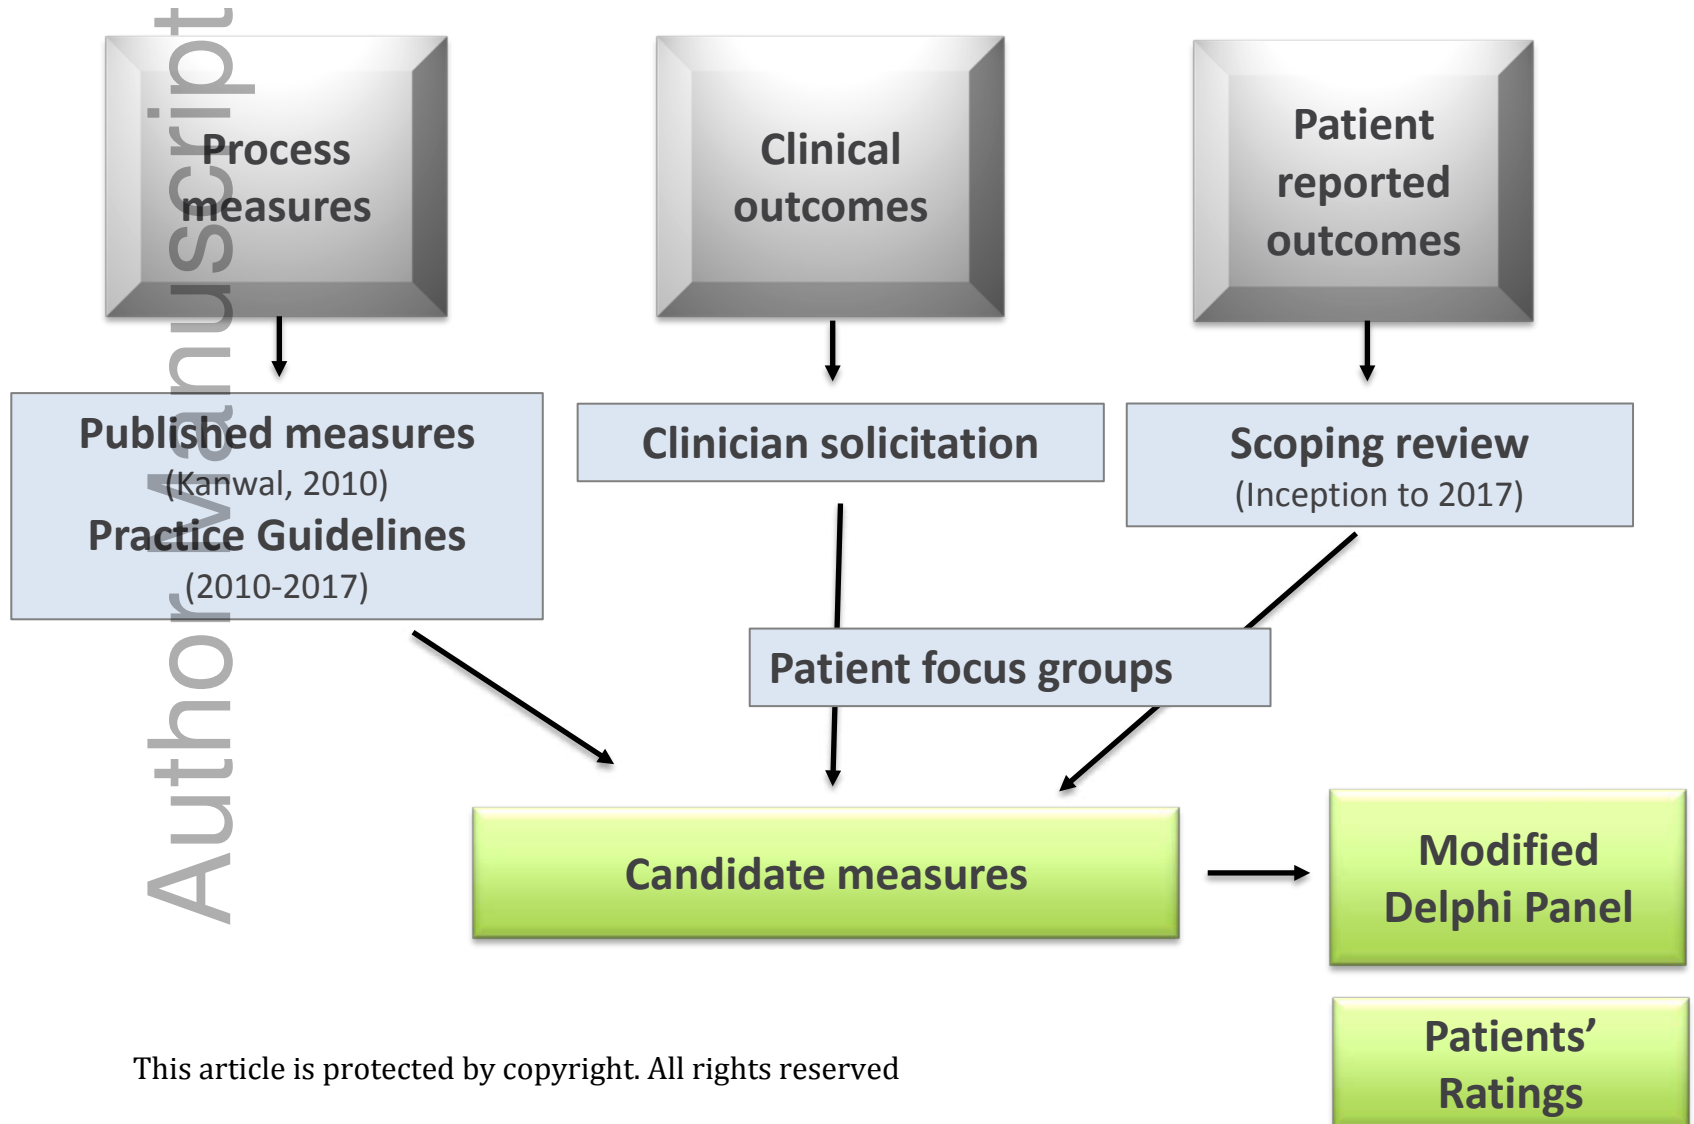 Author Manuscript
Process
measures
Clinical
outcomes
Patient
reported
outcomes
Published measures
(Kanwal, 2010)
Practice Guidelines
(2010-2017)
Clinician solicitation
Scoping review
(Inception to 2017)
Patient focus groups
Candidate measures
Modified
Delphi Panel
Patients’
Ratings
This article is protected by copyright. All rights reserved